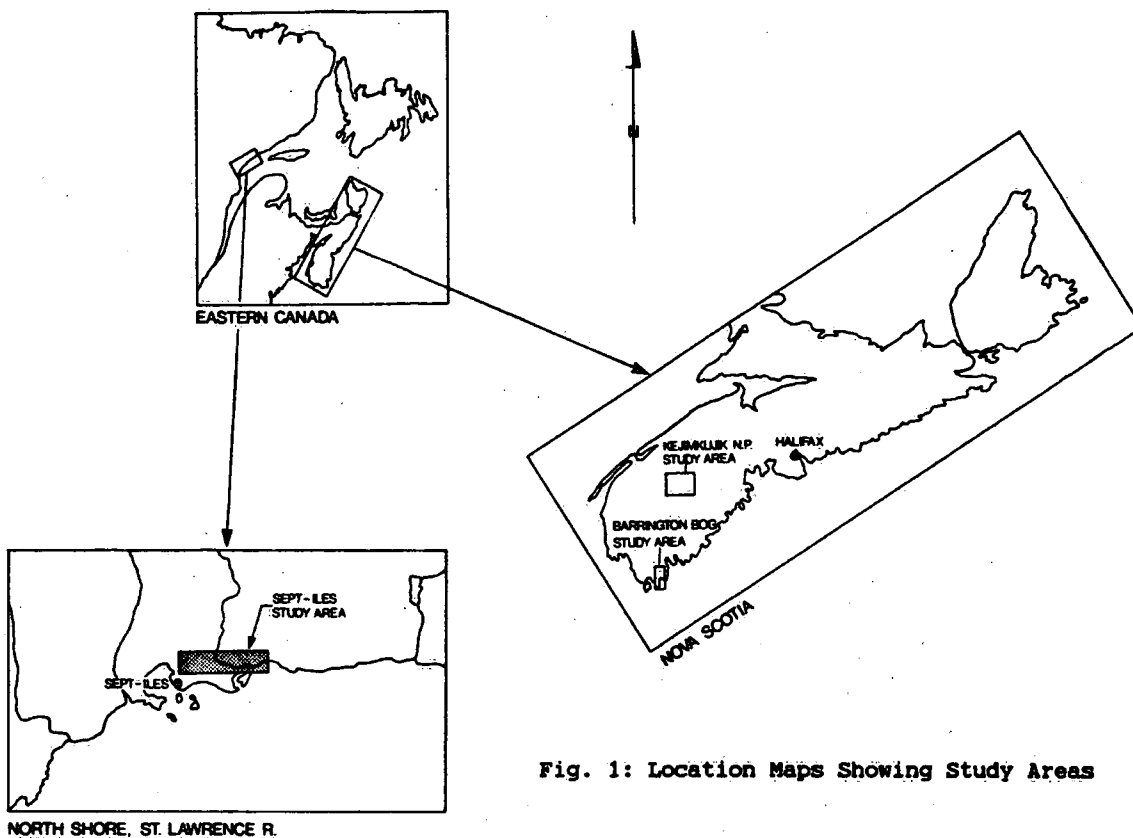 EASTERN CANADA
N
KEJIMKUJIK N.P.
STUDY AREA
HALIFAX
BARRINGTON BOG
STUDY AREA
NOVA SCOTIA
SEPT-ILES
STUDY AREA
SEPT-ILES
NORTH SHORE, ST. LAWRENCE R.
Fig. 1: Location Maps Showing Study Areas